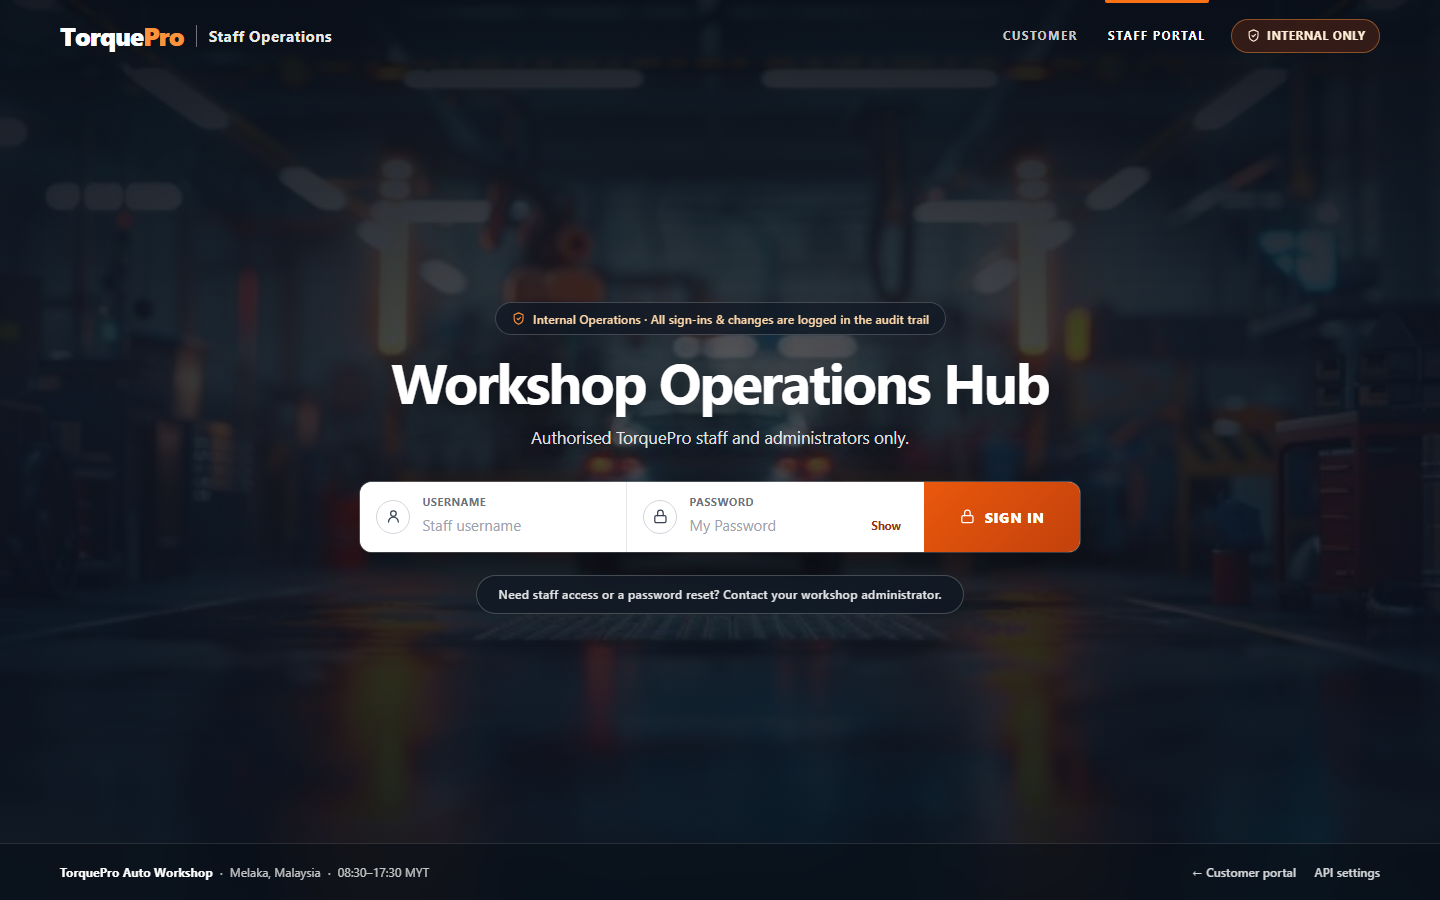 TorquePro Staff Operations
CUSTOMER STAFF PORTAL INTERNAL ONLY
Internal Operations · All sign-ins & changes are logged in the audit trail
Workshop Operations Hub
Authorised TorquePro staff and administrators only.
USERNAME
Staff username
PASSWORD
My Password
Show
SIGN IN
Need staff access or a password reset? Contact your workshop administrator.
TorquePro Auto Workshop · Melaka, Malaysia · 08:30–17:30 MYT
← Customer portal API settings